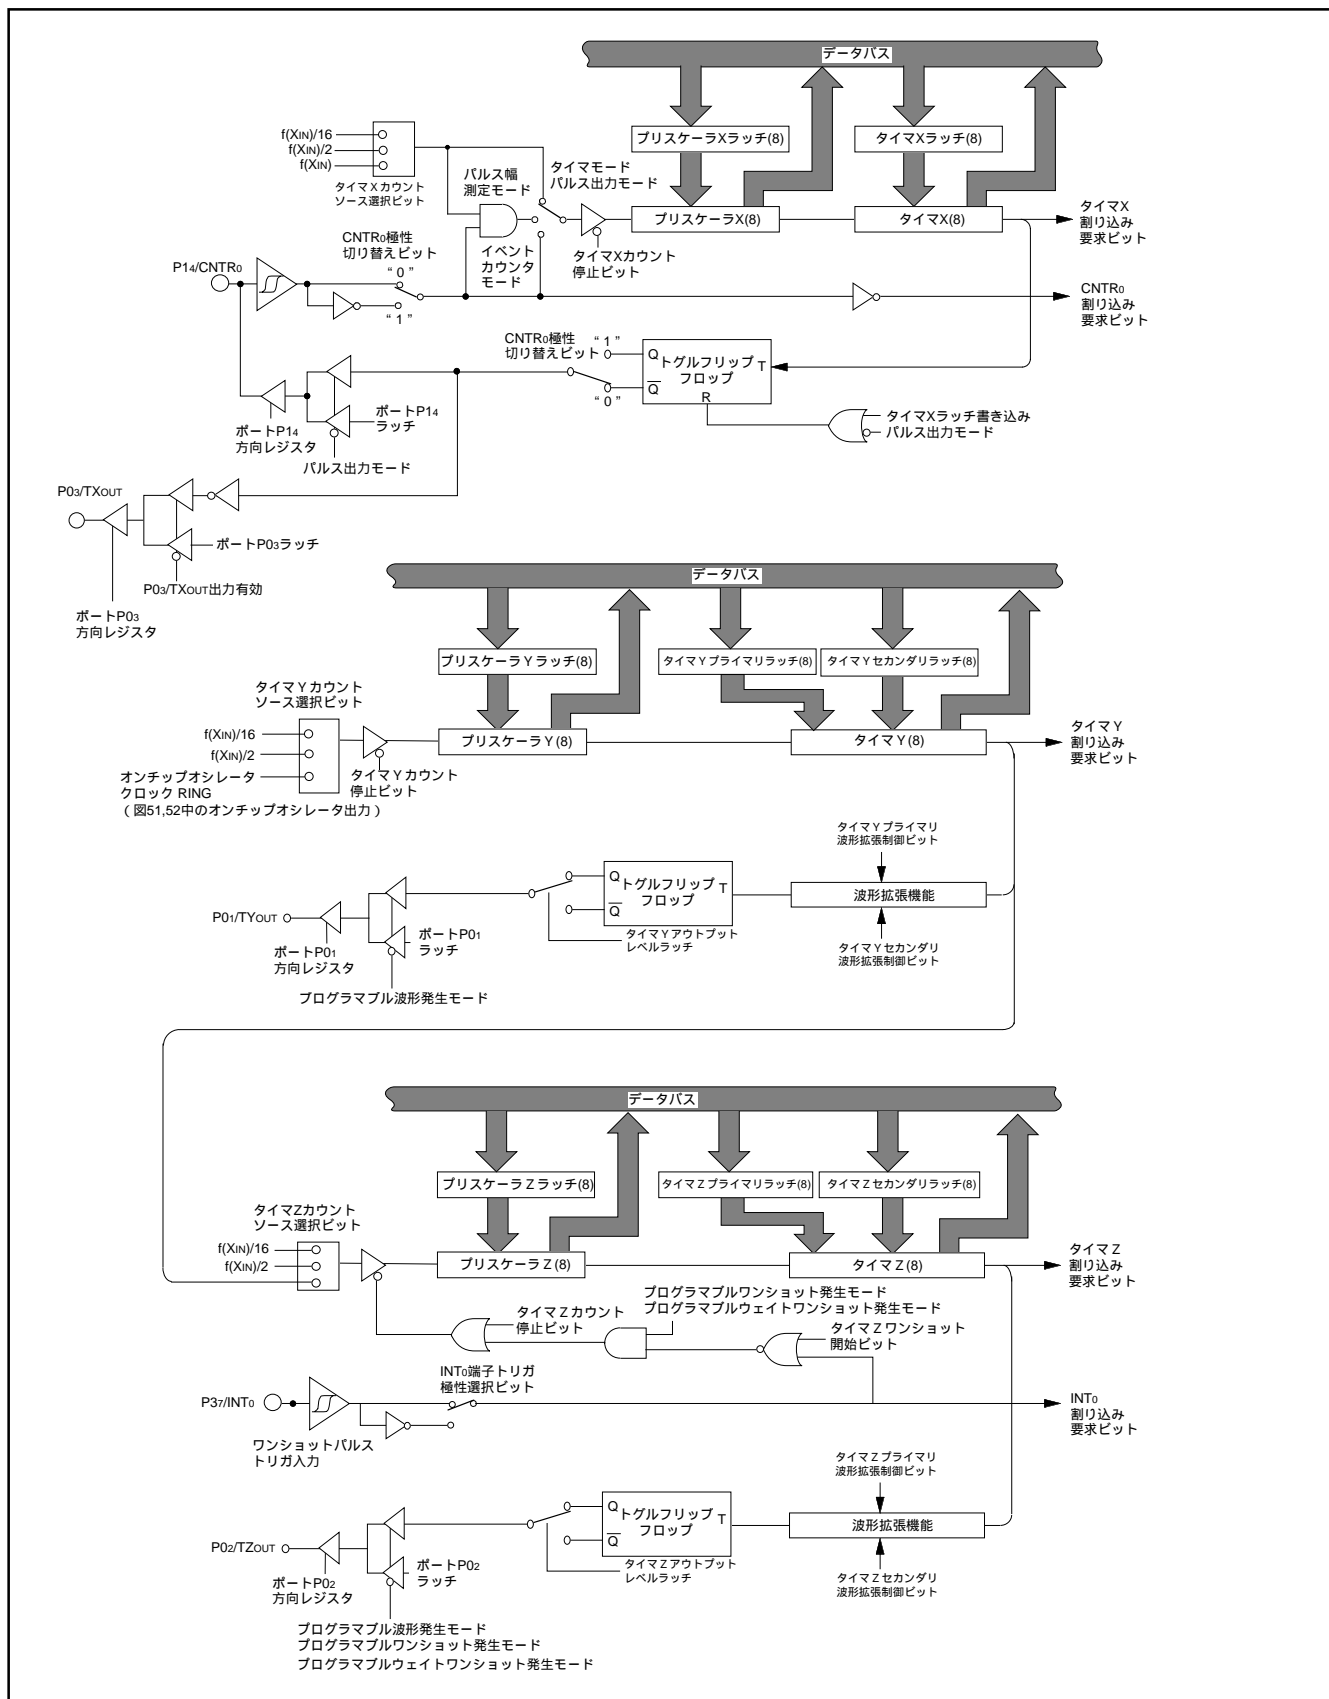 データバス
プリスケーラXラッチ(8)
タイマXラッチ(8)
f(XIN)/16
f(XIN)/2
f(XIN)
タイマXカウント
ソース選択ビット
パルス幅
測定モード
タイマモード
パルス出力モード
プリスケーラX(8)
タイマX(8)
タイマX
割り込み
要求ビット
CNTR0極性
切り替えビット
“ 0 ”
“ 1 ”
イベント
カウンタ
モード
タイマXカウント
停止ビット
P14/CNTR0
CNTR0
割り込み
要求ビット
CNTR0極性
切り替えビット
“ 1 ”
“ 0 ”
Q
Q
トグルフリップ
フロップ
T
R
ポートP14
ラッチ
ポートP14
方向レジスタ
パルス出力モード
タイマXラッチ書き込み
パルス出力モード
P03/TXOUT
ポートP03ラッチ
P03/TXOUT出力有効
ポートP03
方向レジスタ
データバス
プリスケーラYラッチ(8)
タイマYプライマリラッチ(8)
タイマYセカンダリラッチ(8)
タイマYカウント
ソース選択ビット
f(XIN)/16
f(XIN)/2
オンチップオシレータ
クロック RING
（図51,52中のオンチップオシレータ出力）
タイマYカウント
停止ビット
プリスケーラY(8)
タイマY(8)
タイマY
割り込み
要求ビット
タイマYプライマリ
波形拡張制御ビット
波形拡張機能
タイマYセカンダリ
波形拡張制御ビット
Q
Q
トグルフリップ
フロップ
T
タイマYアウトプット
レベルラッチ
P01/TYOUT
ポートP01
ラッチ
ポートP01
方向レジスタ
プログラマブル波形発生モード
データバス
プリスケーラZラッチ(8)
タイマZプライマリラッチ(8)
タイマZセカンダリラッチ(8)
タイマZカウント
ソース選択ビット
f(XIN)/16
f(XIN)/2
プリスケーラZ(8)
タイマZ(8)
タイマZ
割り込み
要求ビット
プログラマブルワンショット発生モード
プログラマブルウェイトワンショット発生モード
タイマZカウント
停止ビット
タイマZワンショット
開始ビット
INT0端子トリガ
極性選択ビット
P37/INT0
ワンショットパルス
トリガ入力
INT0
割り込み
要求ビット
タイマZプライマリ
波形拡張制御ビット
波形拡張機能
タイマZセカンダリ
波形拡張制御ビット
Q
Q
トグルフリップ
フロップ
T
タイマZアウトプット
レベルラッチ
P02/TZOUT
ポートP02
ラッチ
ポートP02
方向レジスタ
プログラマブル波形発生モード
プログラマブルワンショット発生モード
プログラマブルウェイトワンショット発生モード